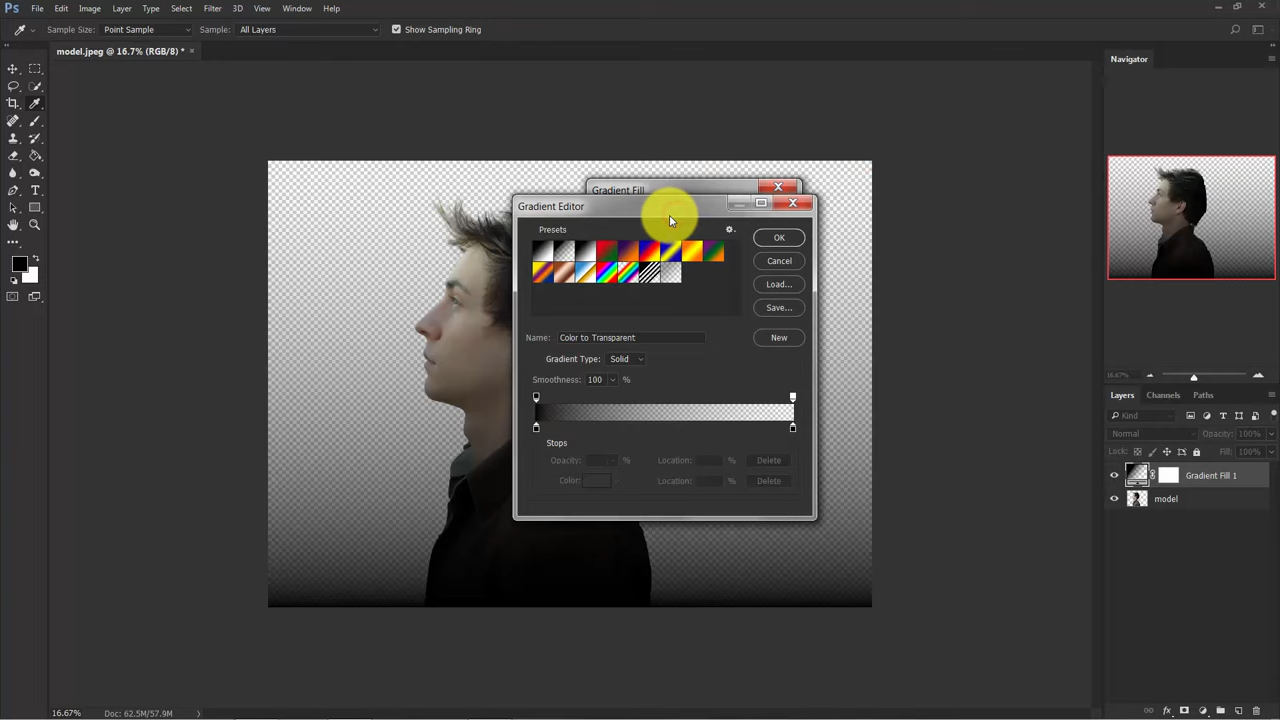 Ps File Edit Image Layer Type Select Filter 3D View Window Help
Sample Size: Point Sample Sample: All Layers Show Sampling Ring
model.jpeg @ 16.7% (RGB/8) * ×
Navigator
Gradient Fill
Gradient Editor
Presets
OK
Cancel
Load...
Save...
Name: Color to Transparent New
Gradient Type: Solid
Smoothness: 100 %
Stops
Opacity: % Location: % Delete
Color: Location: % Delete
16.67%
Layers Channels Paths
Kind
Normal Opacity: 100%
Lock: Fill: 100%
Gradient Fill 1
model
16.67% Doc: 62.5M/57.9M